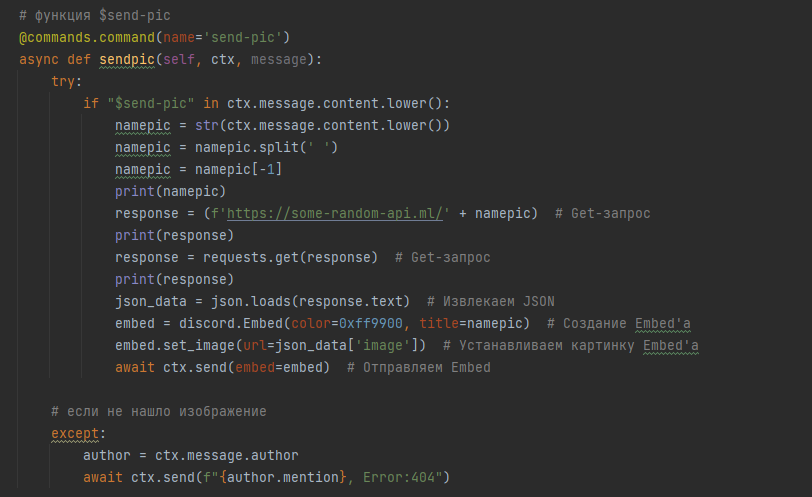 # функция $send-pic
@commands.command(name='send-pic')
async def sendpic(self, ctx, message):
    try:
        if "$send-pic" in ctx.message.content.lower():
            namepic = str(ctx.message.content.lower())
            namepic = namepic.split(' ')
            namepic = namepic[-1]
            print(namepic)
            response = (f'https://some-random-api.ml/' + namepic)  # Get-запрос
            print(response)
            response = requests.get(response)  # Get-запрос
            print(response)
            json_data = json.loads(response.text)  # Извлекаем JSON
            embed = discord.Embed(color=0xff9900, title=namepic)  # Создание Embed'a
            embed.set_image(url=json_data['image'])  # Устанавливаем картинку Embed'a
            await ctx.send(embed=embed)  # Отправляем Embed

    # если не нашло изображение
    except:
        author = ctx.message.author
        await ctx.send(f"{author.mention}, Error:404")